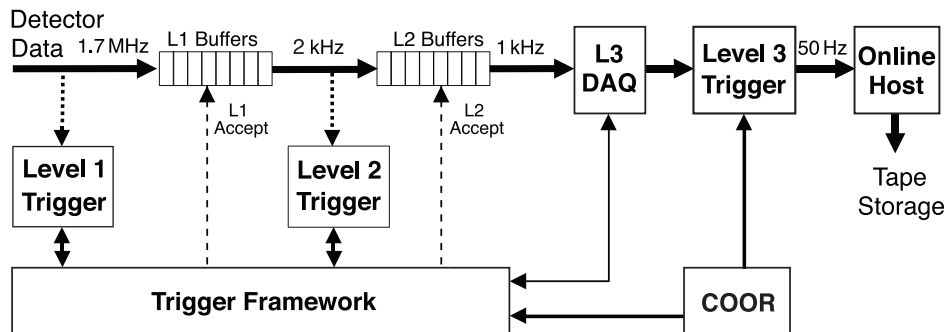 Detector
Data
1.7 MHz
L1 Buffers
2 kHz
L2 Buffers
1 kHz
L3
DAQ
Level 3
Trigger
50 Hz
Online
Host
L1
Accept
L2
Accept
Level 1
Trigger
Level 2
Trigger
Tape
Storage
Trigger Framework
COOR